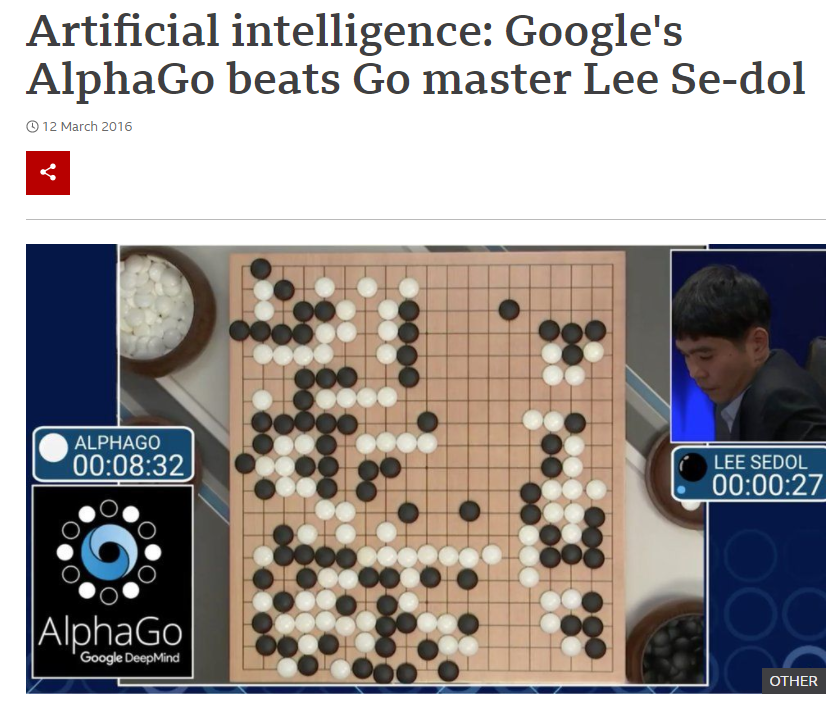 Artificial intelligence: Google's
AlphaGo beats Go master Lee Se-dol
12 March 2016
ALPHAGO
00:08:32
LEE SEDOL
00:00:27
AlphaGo
Google DeepMind
OTHER